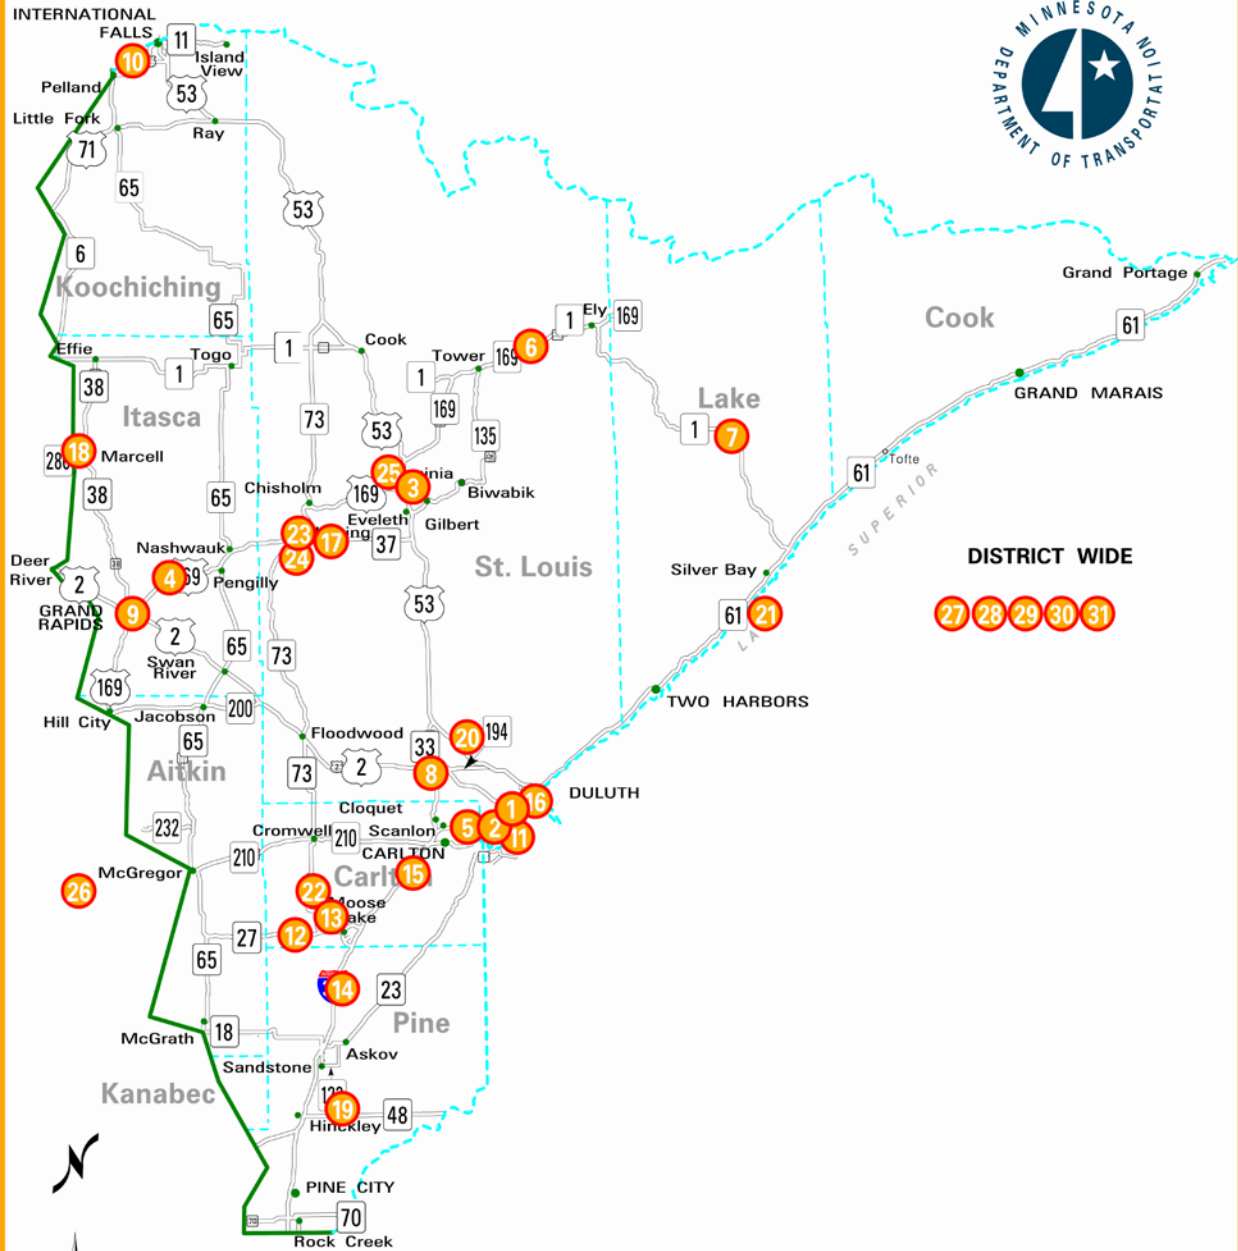 INTERNATIONAL
FALLS
11
Island
View
10
MINNESOTA
DEPARTMENT OF TRANSPORTATION
Pelland
53
Little Fork
Ray
71
65
53
6
Koochiching
Grand Portage
65
1
Ely
169
Cook
61
Effie
Togo
1
Cook
Tower
169
6
1
1
38
GRAND MARAIS
Itasca
73
169
Lake
53
135
1
7
18
Marcell
Tofte
25
61
38
65
Chisholm
169
3
Biwabik
SUPERIOR
Eveleth
Gilbert
23
17
37
Nashwauk
24
DISTRICT WIDE
Deer
River
2
4
Pengilly
St. Louis
Silver Bay
GRAND
RAPIDS
9
53
61
21
27 28 29 30 31
2
65
73
Swan
River
169
TWO HARBORS
Hill City
Jacobson
200
65
Floodwood
20
194
33
Aitkin
73
2
8
DULUTH
16
1
Cloquet
232
Cromwell
210
Scanlon
5
2
11
210
CARLTON
McGregor
15
26
22
Moose
13
27
12
65
14
23
Pine
McGrath
18
Askov
Sandstone
Kanabec
19
48
Hinckley
N
PINE CITY
70
Rock Creek